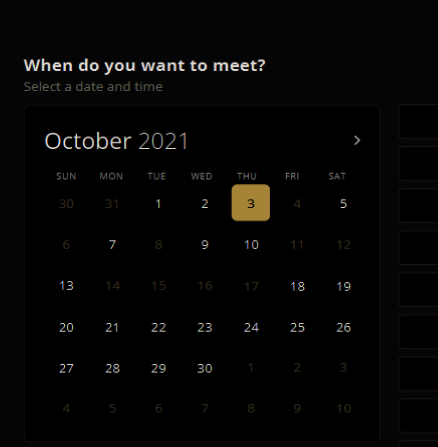 When do you want to meet?
Select a date and time
October 2021
SUN MON TUE WED THU FRI SAT
30 31 1 2 3 4 5
6 7 8 9 10 11 12
13 14 15 16 17 18 19
20 21 22 23 24 25 26
27 28 29 30 1 2 3
4 5 6 7 8 9 10